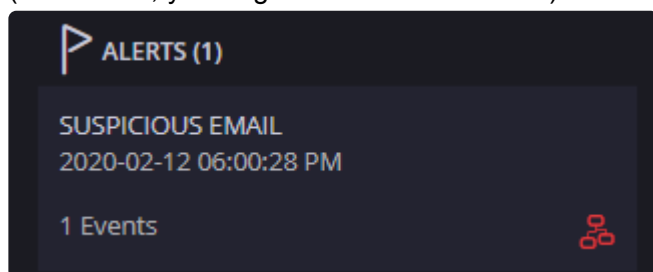 ALERTS (1)
SUSPICIOUS EMAIL
2020-02-12 06:00:28 PM
1 Events